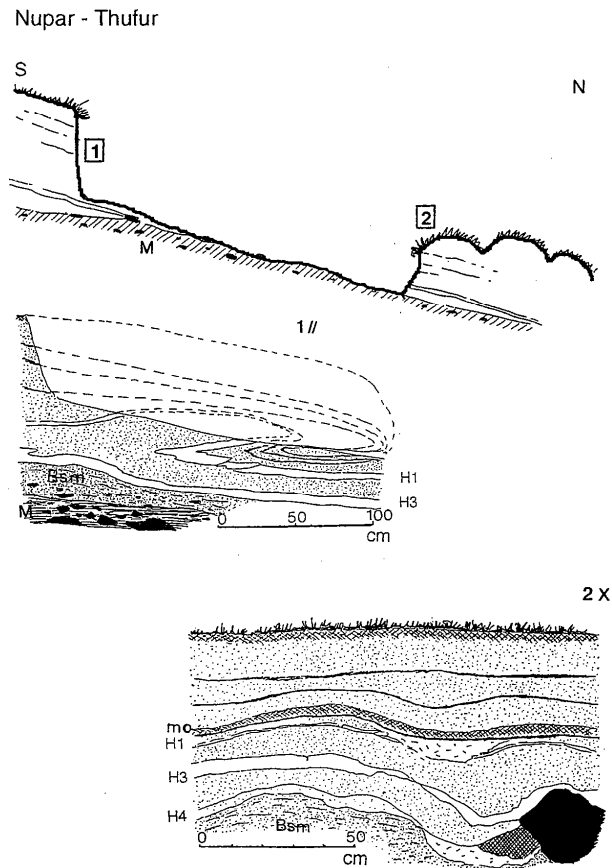 Nupar - Thufur
S
N
1
2
M
1 //
Bsm
H1
H3
M
0 50 100
cm
2 X
mo
H1
H3
H4
Bsm
0 50
cm